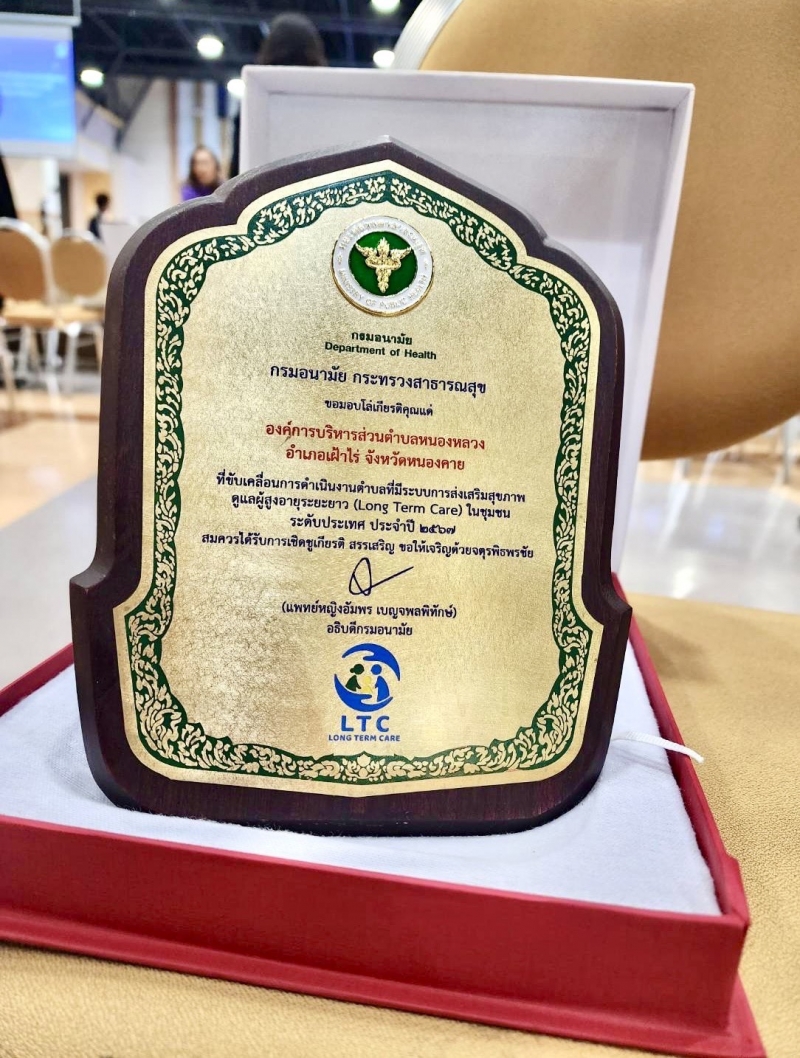 MINISTRY OF PUBLIC HEALTH
กรมอนามัย
Department of Health
กรมอนามัย กระทรวงสาธารณสุข
ขอมอบโล่เกียรติคุณแด่
องค์การบริหารส่วนตำบลหนองหลวง
อำเภอเฝ้าไร่ จังหวัดหนองคาย
ที่ขับเคลื่อนการดำเนินงานตำบลที่มีระบบการส่งเสริมสุขภาพ
ดูแลผู้สูงอายุระยะยาว (Long Term Care) ในชุมชน
ระดับประเทศ ประจำปี ๒๕๖๗
สมควรได้รับการเชิดชูเกียรติ สรรเสริญ ขอให้เจริญด้วยจตุรพิธพรชัย
(แพทย์หญิงอัมพร เบญจพลพิทักษ์)
อธิบดีกรมอนามัย
LTC
LONG TERM CARE